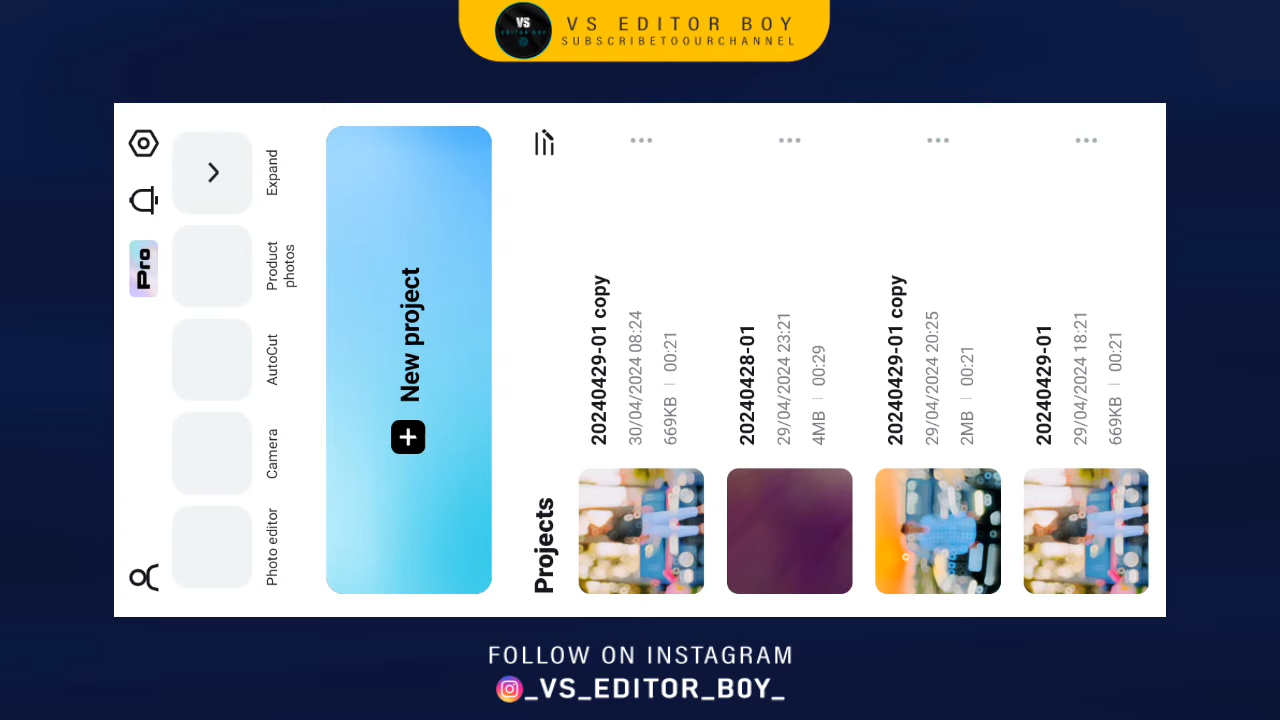 VS
EDITOR BOY
VS EDITOR BOY
SUBSCRIBETOOURCHANNEL
Pro
Photo editor
Camera
AutoCut
Product
photos
Expand
New project
Projects
20240429-01 copy
30/04/2024 08:24
669KB | 00:21
20240428-01
29/04/2024 23:21
4MB | 00:29
20240429-01 copy
29/04/2024 20:25
2MB | 00:21
20240429-01
29/04/2024 18:21
669KB | 00:21
FOLLOW ON INSTAGRAM
_VS_EDITOR_BOY_